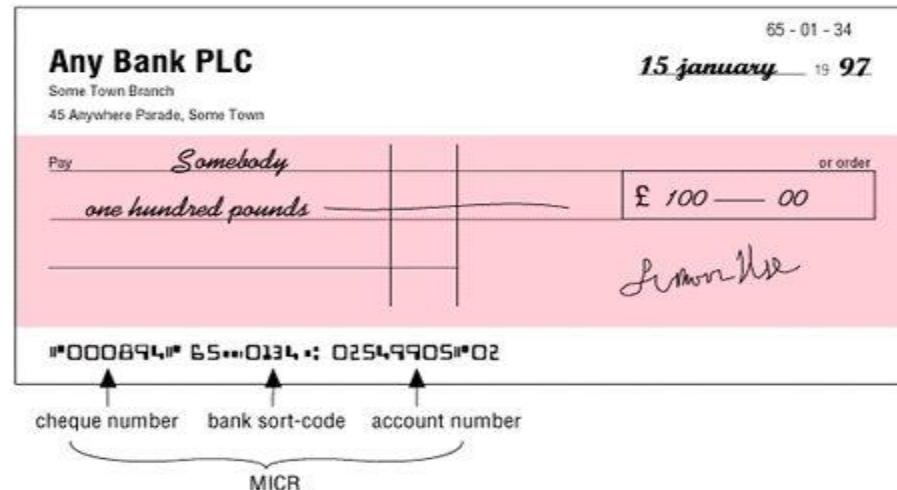 65 - 01 - 34
Any Bank PLC
15 january 19 97
Some Town Branch
45 Anywhere Parade, Some Town
Pay Somebody or order
one hundred pounds £ 100 — 00
⑈000894⑈ 65⑉0134⑆ 02549905⑈02
cheque number bank sort-code account number
MICR